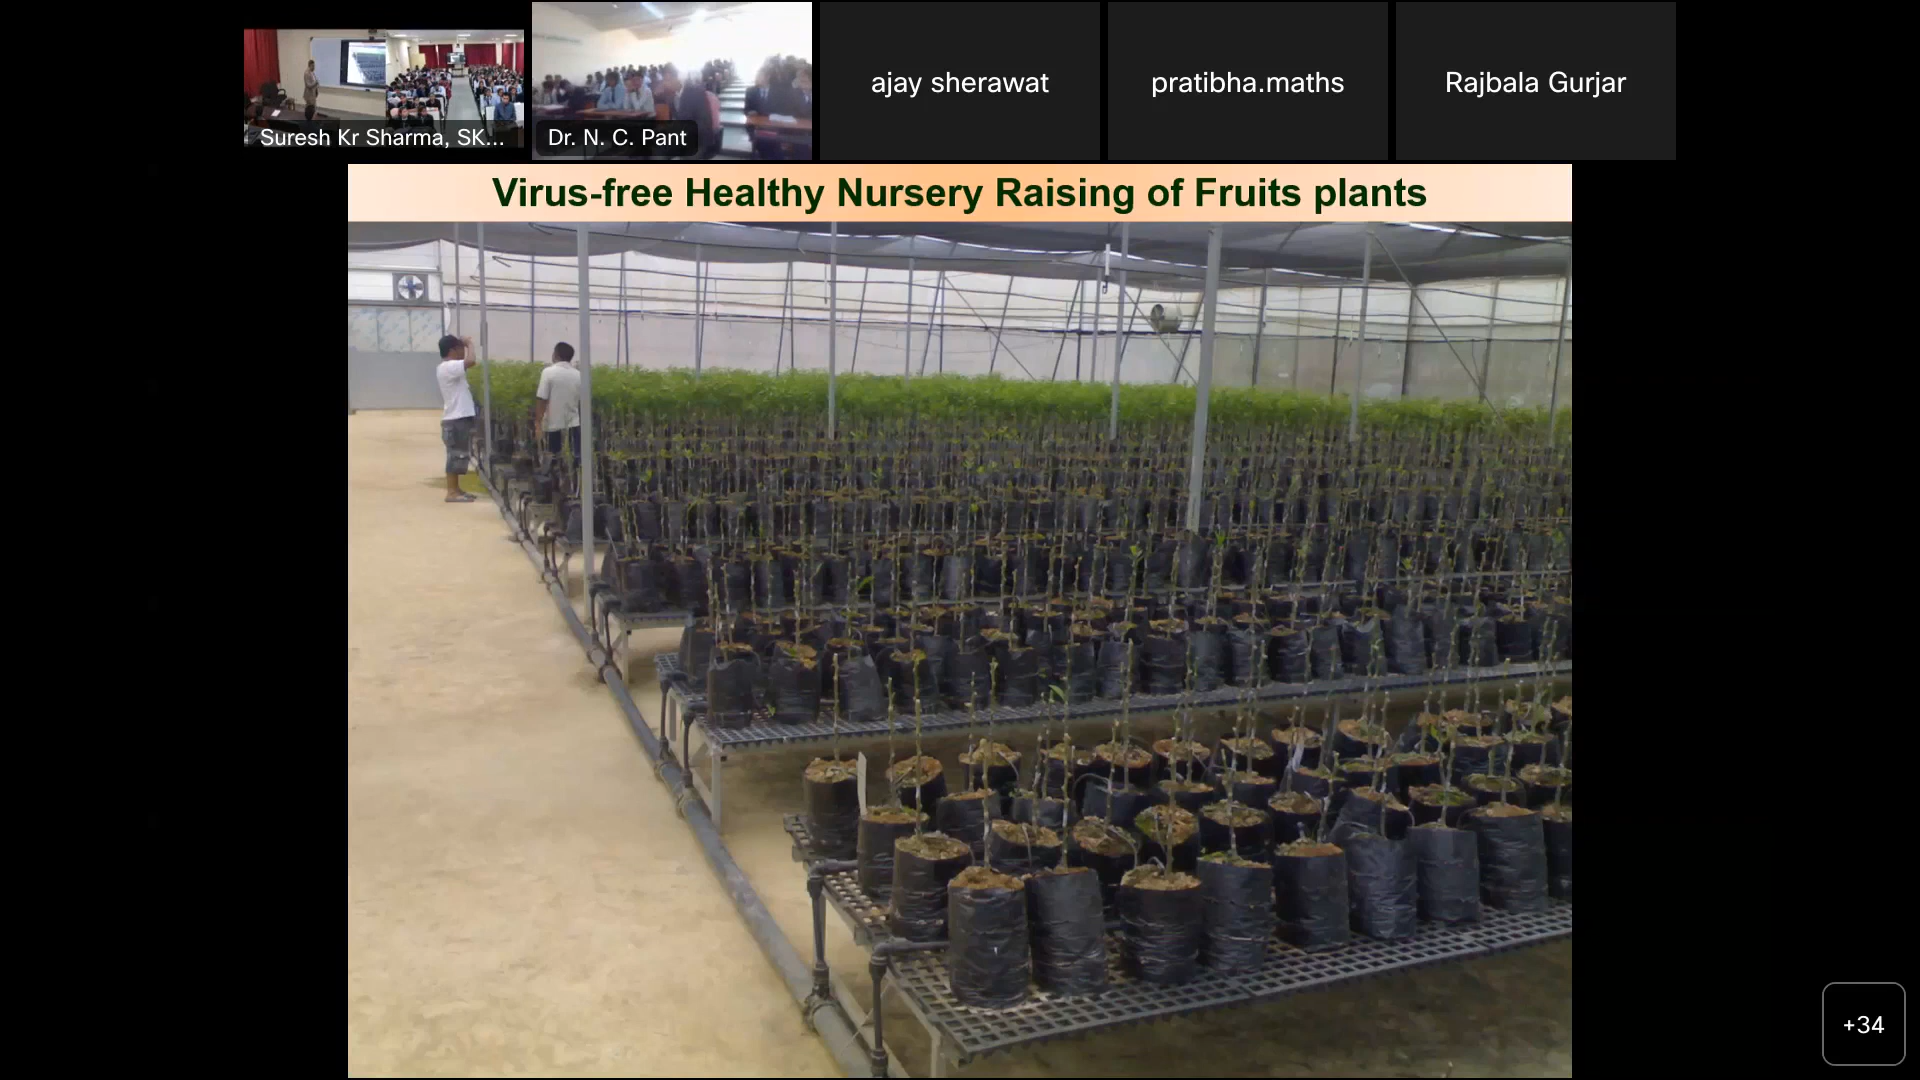 Suresh Kr Sharma, SK...
Dr. N. C. Pant
ajay sherawat
pratibha.maths
Rajbala Gurjar
Virus-free Healthy Nursery Raising of Fruits plants
+34